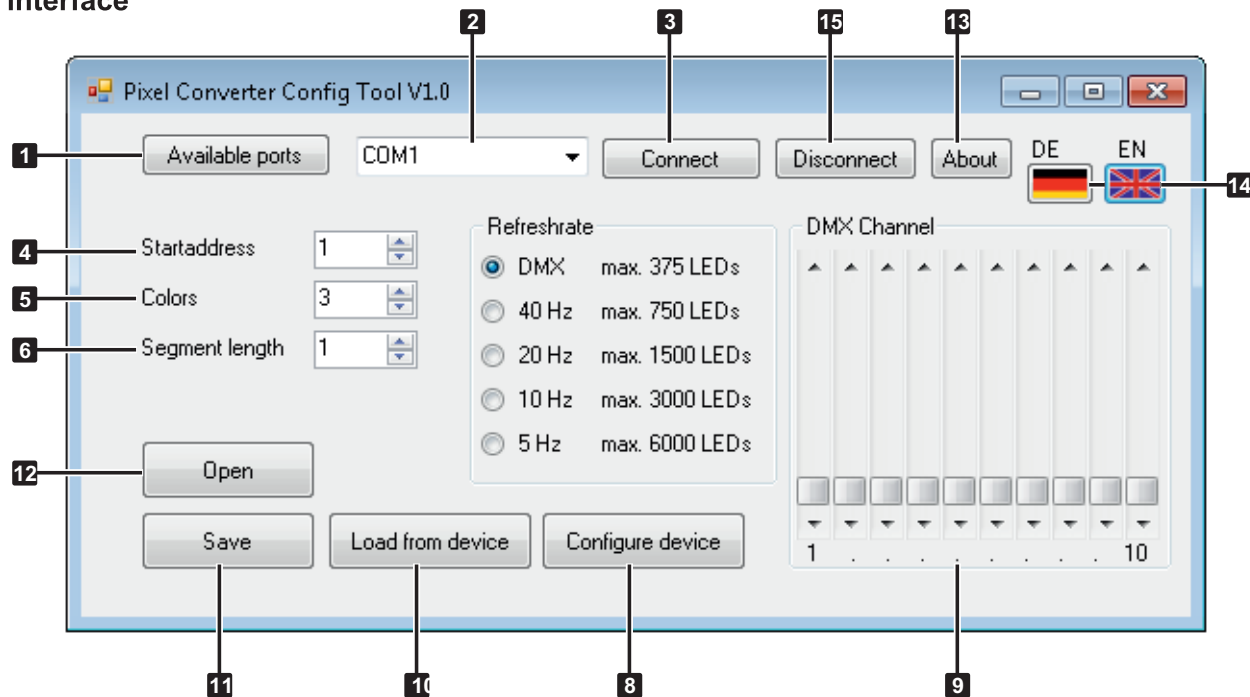 Interface
2 3 15 13
Pixel Converter Config Tool V1.0
1 Available ports COM1 Connect Disconnect About DE EN
14
4 Startaddress 1
5 Colors 3
6 Segment length 1
Refreshrate
DMX max. 375 LEDs
40 Hz max. 750 LEDs
20 Hz max. 1500 LEDs
10 Hz max. 3000 LEDs
5 Hz max. 6000 LEDs
DMX Channel
1 . . . . . . . . 10
12 Open
Save Load from device Configure device
11 10 8 9